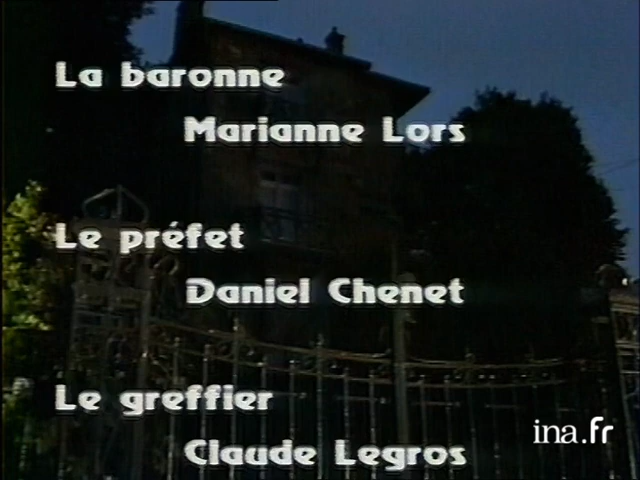 La baronne
Marianne Lors
Le préfet
Daniel Chenet
Le greffier
Claude Legros
ina.fr